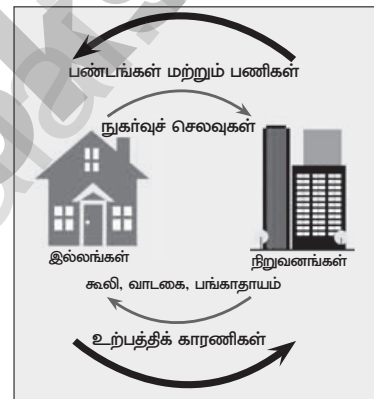 பண்டங்கள் மற்றும் பணிகள்
நுகர்வுச் செலவுகள்
இல்லங்கள்
நிறுவனங்கள்
கூலி, வாடகை, பங்காதாயம்
உற்பத்திக் காரணிகள்